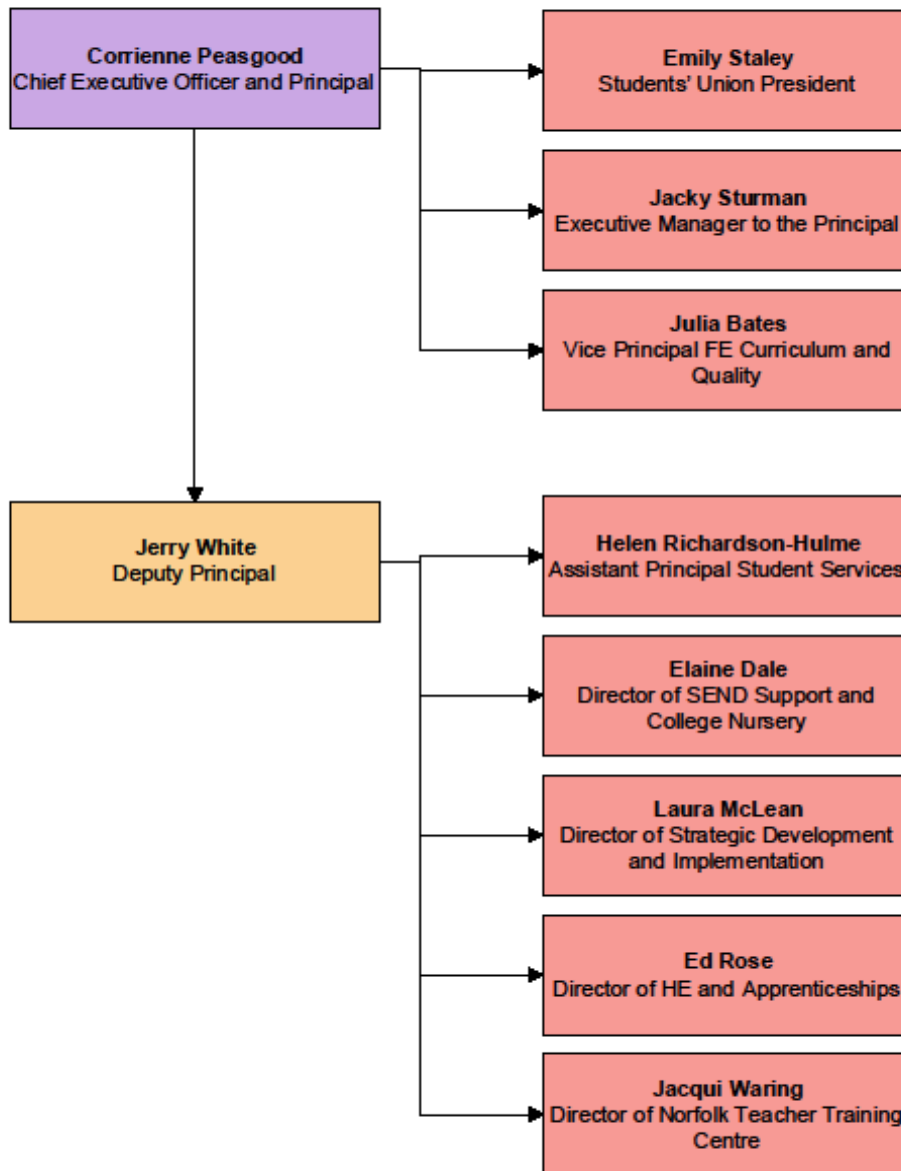 Corrienne Peasgood
Chief Executive Officer and Principal
Emily Staley
Students' Union President
Jacky Sturman
Executive Manager to the Principal
Julia Bates
Vice Principal FE Curriculum and
Quality
Jerry White
Deputy Principal
Helen Richardson-Hulme
Assistant Principal Student Services
Elaine Dale
Director of SEND Support and
College Nursery
Laura McLean
Director of Strategic Development
and Implementation
Ed Rose
Director of HE and Apprenticeships
Jacqui Waring
Director of Norfolk Teacher Training
Centre